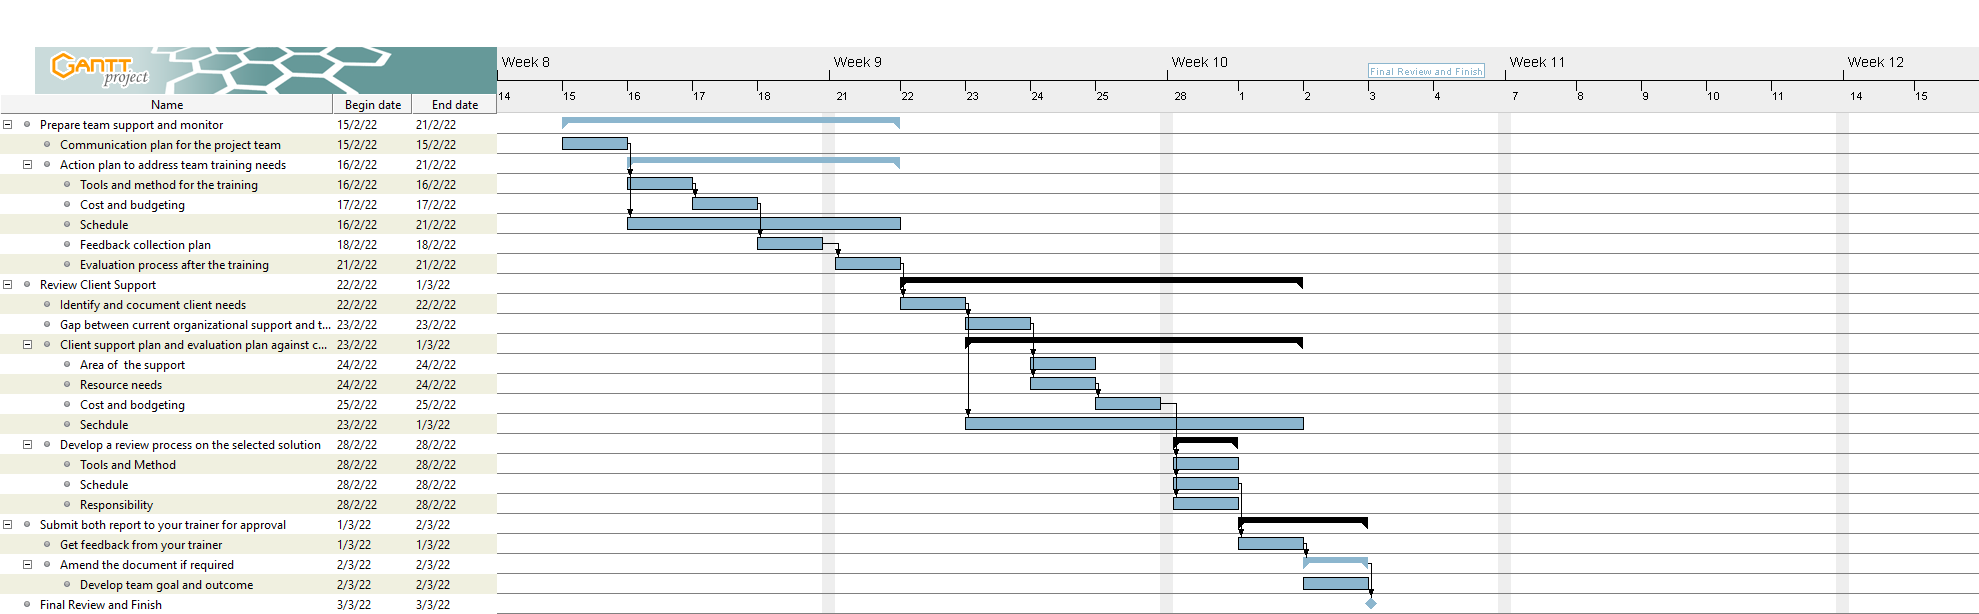 GANTT
project
Week 8 Week 9 Week 10 Week 11 Week 12
Final Review and Finish
14 15 16 17 18 21 22 23 24 25 28 1 2 3 4 7 8 9 10 11 14 15
Name Begin date End date
Prepare team support and monitor 15/2/22 21/2/22
Communication plan for the project team 15/2/22 15/2/22
Action plan to address team training needs 16/2/22 21/2/22
Tools and method for the training 16/2/22 16/2/22
Cost and budgeting 17/2/22 17/2/22
Schedule 16/2/22 21/2/22
Feedback collection plan 18/2/22 18/2/22
Evaluation process after the training 21/2/22 21/2/22
Review Client Support 22/2/22 1/3/22
Identify and cocument client needs 22/2/22 22/2/22
Gap between current organizational support and t... 23/2/22 23/2/22
Client support plan and evaluation plan against c... 23/2/22 1/3/22
Area of  the support 24/2/22 24/2/22
Resource needs 24/2/22 24/2/22
Cost and bodgeting 25/2/22 25/2/22
Sechdule 23/2/22 1/3/22
Develop a review process on the selected solution 28/2/22 28/2/22
Tools and Method 28/2/22 28/2/22
Schedule 28/2/22 28/2/22
Responsibility 28/2/22 28/2/22
Submit both report to your trainer for approval 1/3/22 2/3/22
Get feedback from your trainer 1/3/22 1/3/22
Amend the document if required 2/3/22 2/3/22
Develop team goal and outcome 2/3/22 2/3/22
Final Review and Finish 3/3/22 3/3/22